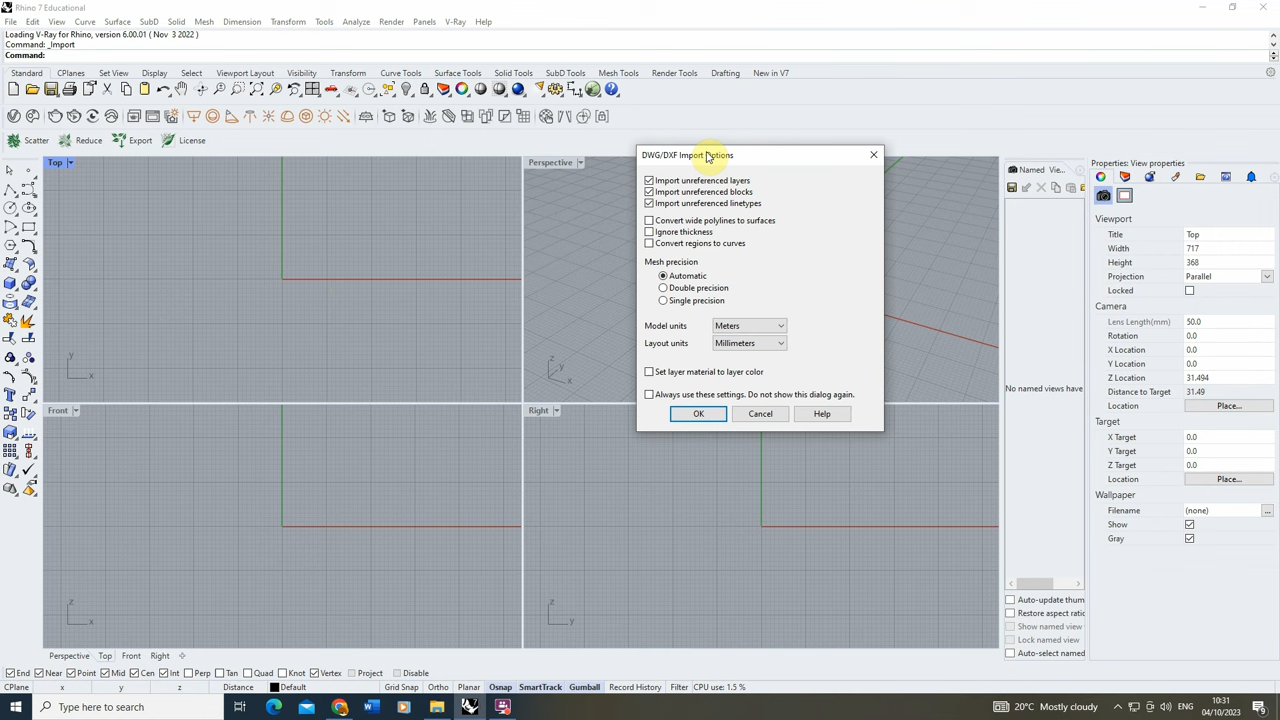 Rhino 7 Educational
File Edit View Curve Surface SubD Solid Mesh Dimension Transform Tools Analyze Render Panels V-Ray Help
Loading V-Ray for Rhino, version 6.00.01 ( Nov 3 2022 )
Command: _Import
Command:
Standard CPlanes Set View Display Select Viewport Layout Visibility Transform Curve Tools Surface Tools Solid Tools SubD Tools Mesh Tools Render Tools Drafting New in V7
Scatter Reduce Export License
Top
Perspective
DWG/DXF Import Options
Import unreferenced layers
Import unreferenced blocks
Import unreferenced linetypes
Convert wide polylines to surfaces
Ignore thickness
Convert regions to curves
Mesh precision
Automatic
Double precision
Single precision
Model units Meters
Layout units Millimeters
Set layer material to layer color
Always use these settings. Do not show this dialog again.
OK Cancel Help
y
x
z
y
x
Front
Right
z
x
z
y
Named Vie...
No named views have
Auto-update thum
Restore aspect ratio
Show named view
Lock named view
Auto-select named
Properties: View properties
Viewport
Title Top
Width 717
Height 368
Projection Parallel
Locked
Camera
Lens Length(mm) 50.0
Rotation 0.0
X Location 0.0
Y Location 0.0
Z Location 31.494
Distance to Target 31.49
Location Place...
Target
X Target 0.0
Y Target 0.0
Z Target 0.0
Location Place...
Wallpaper
Filename (none) ...
Show
Gray
Perspective Top Front Right
End Near Point Mid Cen Int Perp Tan Quad Knot Vertex Project Disable
CPlane x y z Distance Default Grid Snap Ortho Planar Osnap SmartTrack Gumball Record History Filter CPU use: 1.5 %
Type here to search
20°C Mostly cloudy
ENG
10:31
04/10/2023